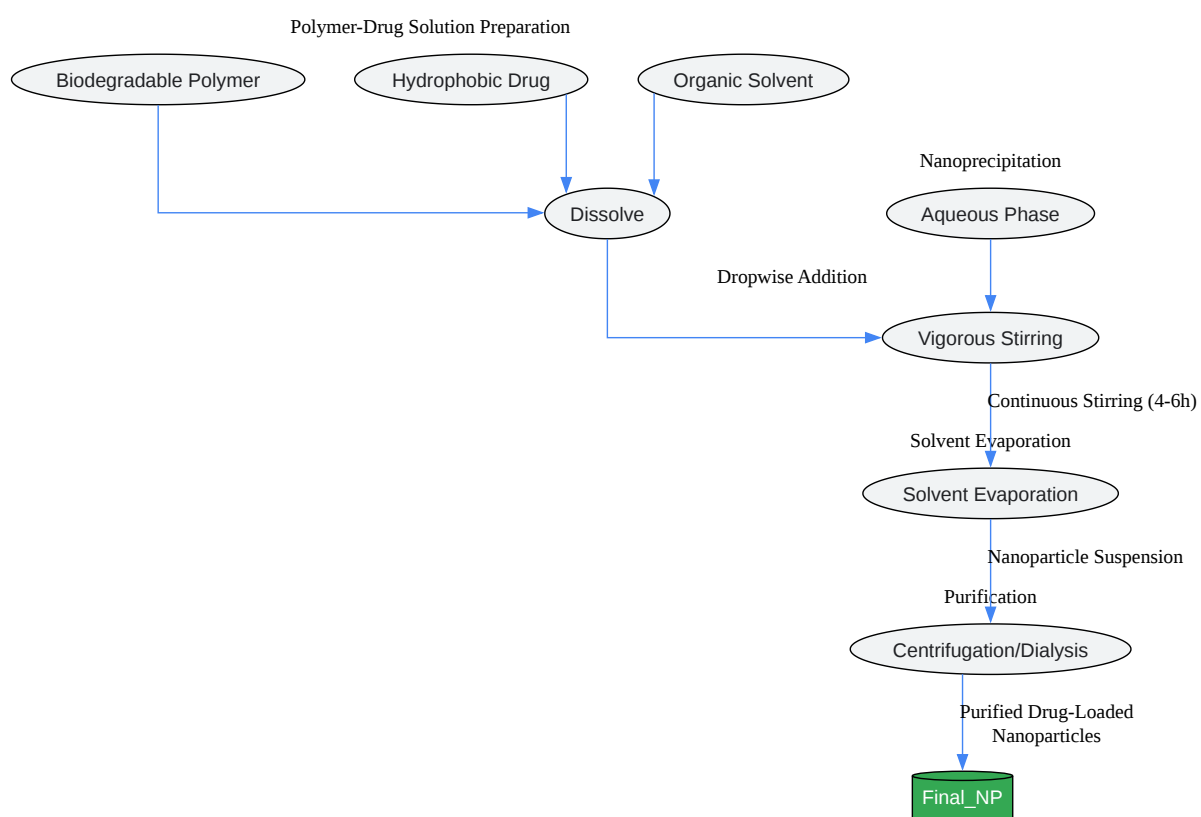 Polymer-Drug Solution Preparation
Biodegradable Polymer
Hydrophobic Drug
Organic Solvent
Nanoprecipitation
Dissolve
Aqueous Phase
Dropwise Addition
Vigorous Stirring
Continuous Stirring (4-6h)
Solvent Evaporation
Solvent Evaporation
Nanoparticle Suspension
Purification
Centrifugation/Dialysis
Purified Drug-Loaded
Nanoparticles
Final_NP